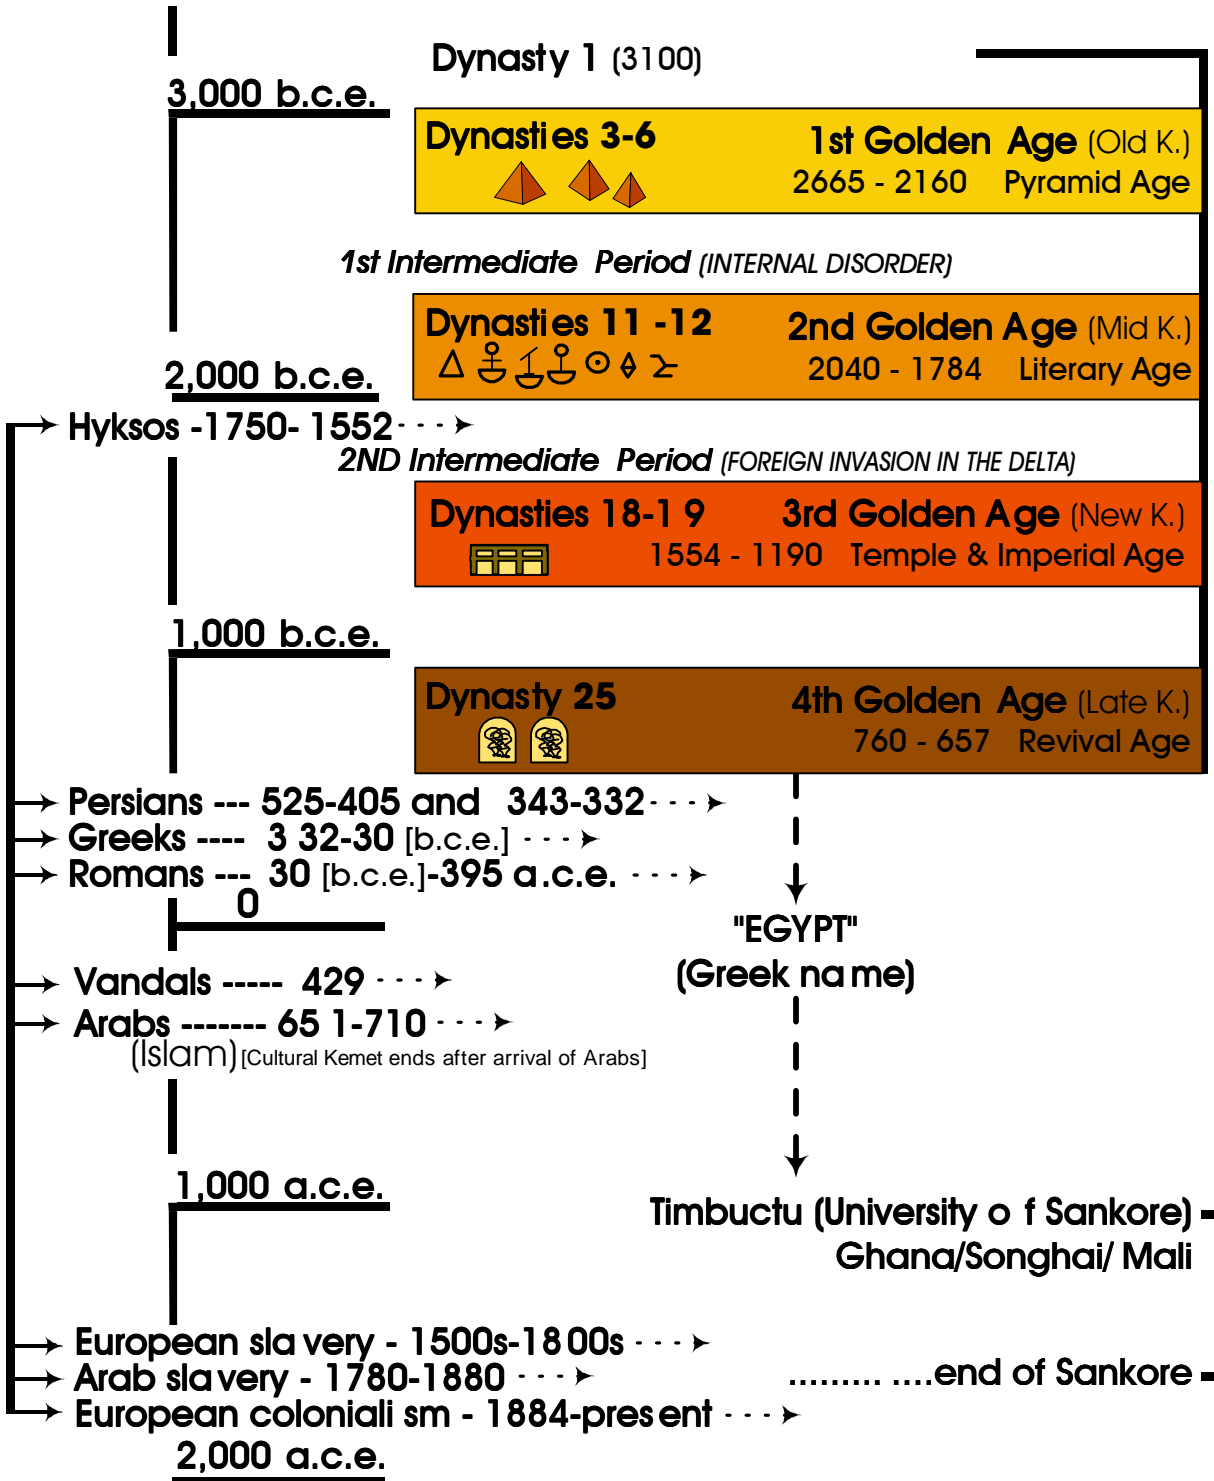 Dynasty 1 (3100)
3,000 b.c.e.
Dynasties 3-6 1st Golden Age (Old K.)
2665 - 2160 Pyramid Age
1st Intermediate Period (INTERNAL DISORDER)
Dynasties 11 -12 2nd Golden Age (Mid K.)
2040 - 1784 Literary Age
2,000 b.c.e.
Hyksos -1750- 1552
2ND Intermediate Period (FOREIGN INVASION IN THE DELTA)
Dynasties 18-1 9 3rd Golden Age (New K.)
1554 - 1190 Temple & Imperial Age
1,000 b.c.e.
Dynasty 25 4th Golden Age (Late K.)
760 - 657 Revival Age
Persians --- 525-405 and 343-332
Greeks ---- 3 32-30 [b.c.e.]
Romans --- 30 [b.c.e.]-395 a.c.e.
0
"EGYPT"
(Greek na me)
Vandals ----- 429
Arabs ------- 65 1-710
(Islam) [Cultural Kemet ends after arrival of Arabs]
1,000 a.c.e.
Timbuctu (University o f Sankore)
Ghana/Songhai/ Mali
European sla very - 1500s-18 00s
Arab sla very - 1780-1880
......... ....end of Sankore
European coloniali sm - 1884-pres ent
2,000 a.c.e.